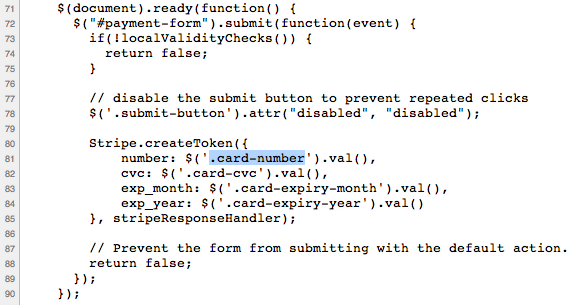 71 $(document).ready(function() {
72 $("#payment-form").submit(function(event) {
73 if(!localValidityChecks()) {
74 return false;
75 }
76
77 // disable the submit button to prevent repeated clicks
78 $('.submit-button').attr("disabled", "disabled");
79
80 Stripe.createToken({
81 number: $('.card-number').val(),
82 cvc: $('.card-cvc').val(),
83 exp_month: $('.card-expiry-month').val(),
84 exp_year: $('.card-expiry-year').val()
85 }, stripeResponseHandler);
86
87 // Prevent the form from submitting with the default action.
88 return false;
89 });
90 });